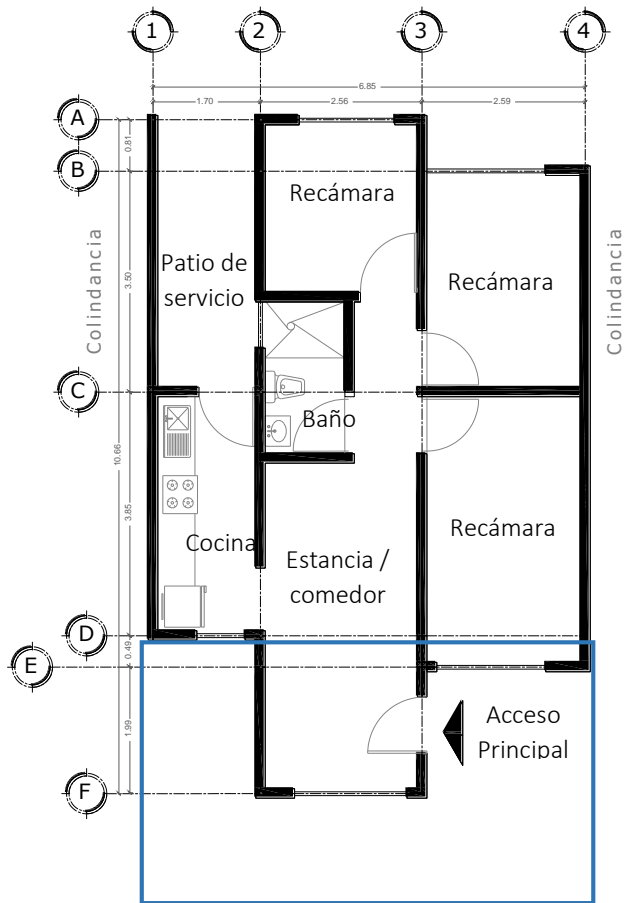 1 2 3 4
6.85
1.70 2.56 2.59
A
0.81
B
Recámara
Colindancia
Colindancia
Patio de
servicio
3.50
Recámara
C
Baño
10.66
3.85
Recámara
Cocina
Estancia /
comedor
D
0.49
E
Acceso
Principal
1.99
F